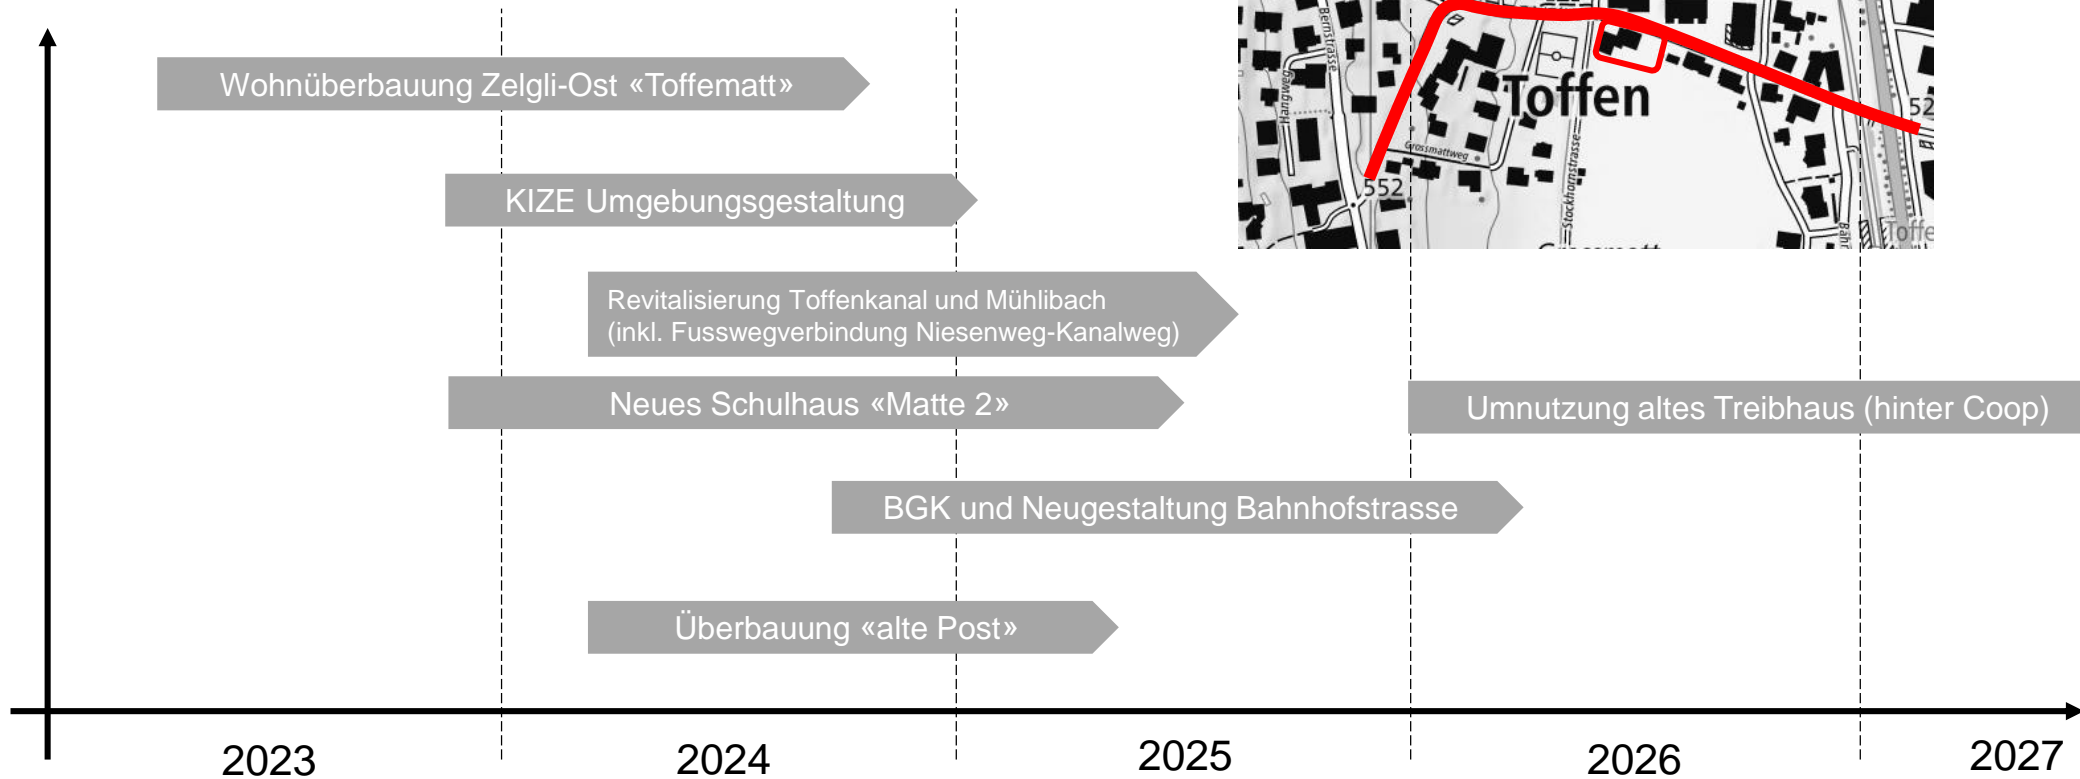 Wohnüberbauung Zelgli-Ost «Toffematt»
KIZE Umgebungsgestaltung
Revitalisierung Toffenkanal und Mühlibach
(inkl. Fusswegverbindung Niesenweg-Kanalweg)
Neues Schulhaus «Matte 2»
Umnutzung altes Treibhaus (hinter Coop)
BGK und Neugestaltung Bahnhofstrasse
Überbauung «alte Post»
2023
2024
2025
2026
2027
Bernstrasse
Hangweg
Toffen
Grossmattweg
Stockhornstrasse
552
52
Toffe